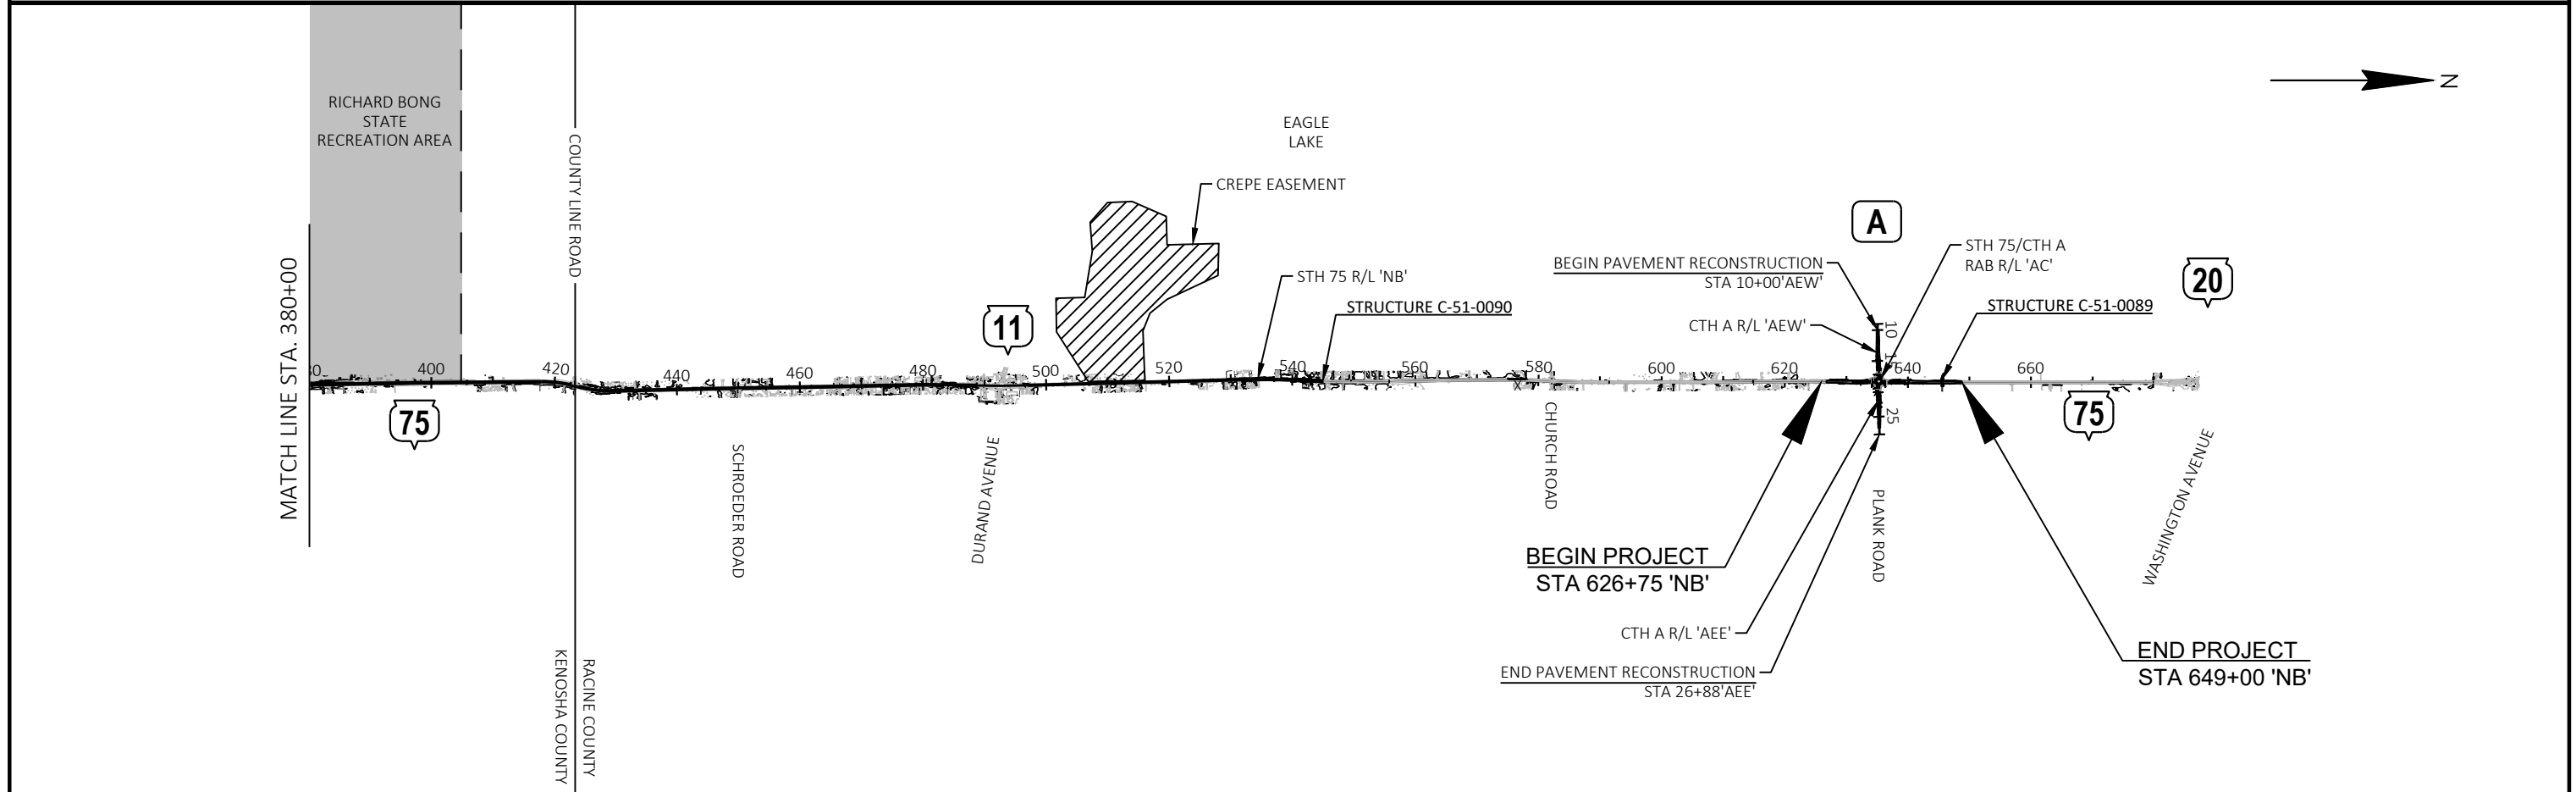 RICHARD BONG
STATE
RECREATION AREA
COUNTY LINE ROAD
EAGLE
LAKE
CREPE EASEMENT
N
MATCH LINE STA. 380+00
11
STH 75 R/L 'NB'
STRUCTURE C-51-0090
BEGIN PAVEMENT RECONSTRUCTION
STA 10+00'AEW'
CTH A R/L 'AEW'
A
STH 75/CTH A
RAB R/L 'AC'
STRUCTURE C-51-0089
20
10
400
420
440
460
480
500
520
540
560
580
600
620
640
660
25
75
75
SCHROEDER ROAD
DURAND AVENUE
CHURCH ROAD
PLANK ROAD
WASHINGTON AVENUE
BEGIN PROJECT
STA 626+75 'NB'
CTH A R/L 'AEE'
END PAVEMENT RECONSTRUCTION
STA 26+88'AEE'
END PROJECT
STA 649+00 'NB'
KENOSHA COUNTY
RACINE COUNTY